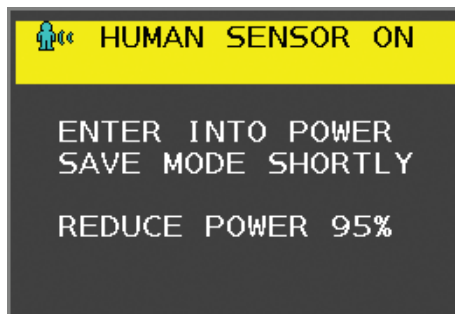 HUMAN SENSOR ON
ENTER INTO POWER
SAVE MODE SHORTLY
REDUCE POWER 95%